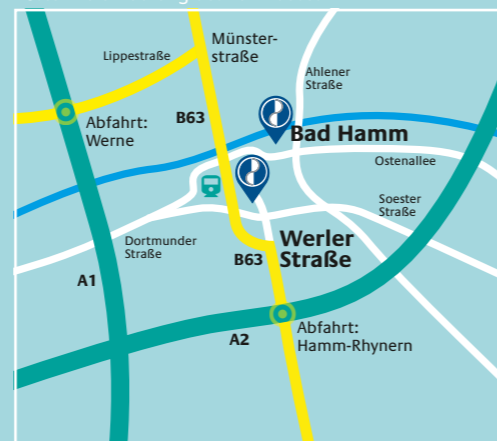 Münster-
straße
Lippestraße
Ahlener
Straße
B63
Abfahrt:
Werne
Bad Hamm
Ostenallee
Soester
Straße
Dortmunder
Straße
Werler
Straße
B63
A1
A2
Abfahrt:
Hamm-Rhynern